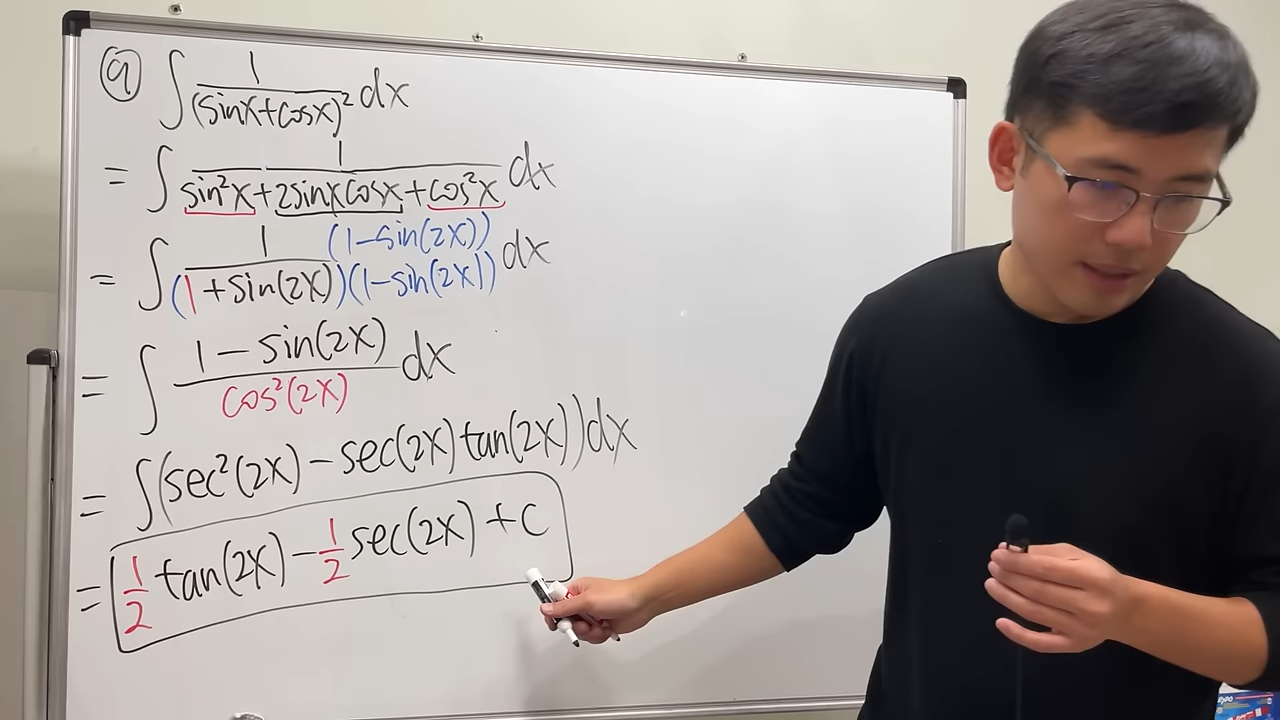 ⑨ ∫ 1/(sinx+cosx)² dx
= ∫ 1/(sin²x+2sinxcosx+cos²x) dx
= ∫ 1 (1-sin(2x))/((1+sin(2x))(1-sin(2x))) dx
= ∫ (1-sin(2x))/cos²(2x) dx
= ∫(sec²(2x)-sec(2x)tan(2x))dx
= 1/2 tan(2x) - 1/2 sec(2x) + C
EXPO